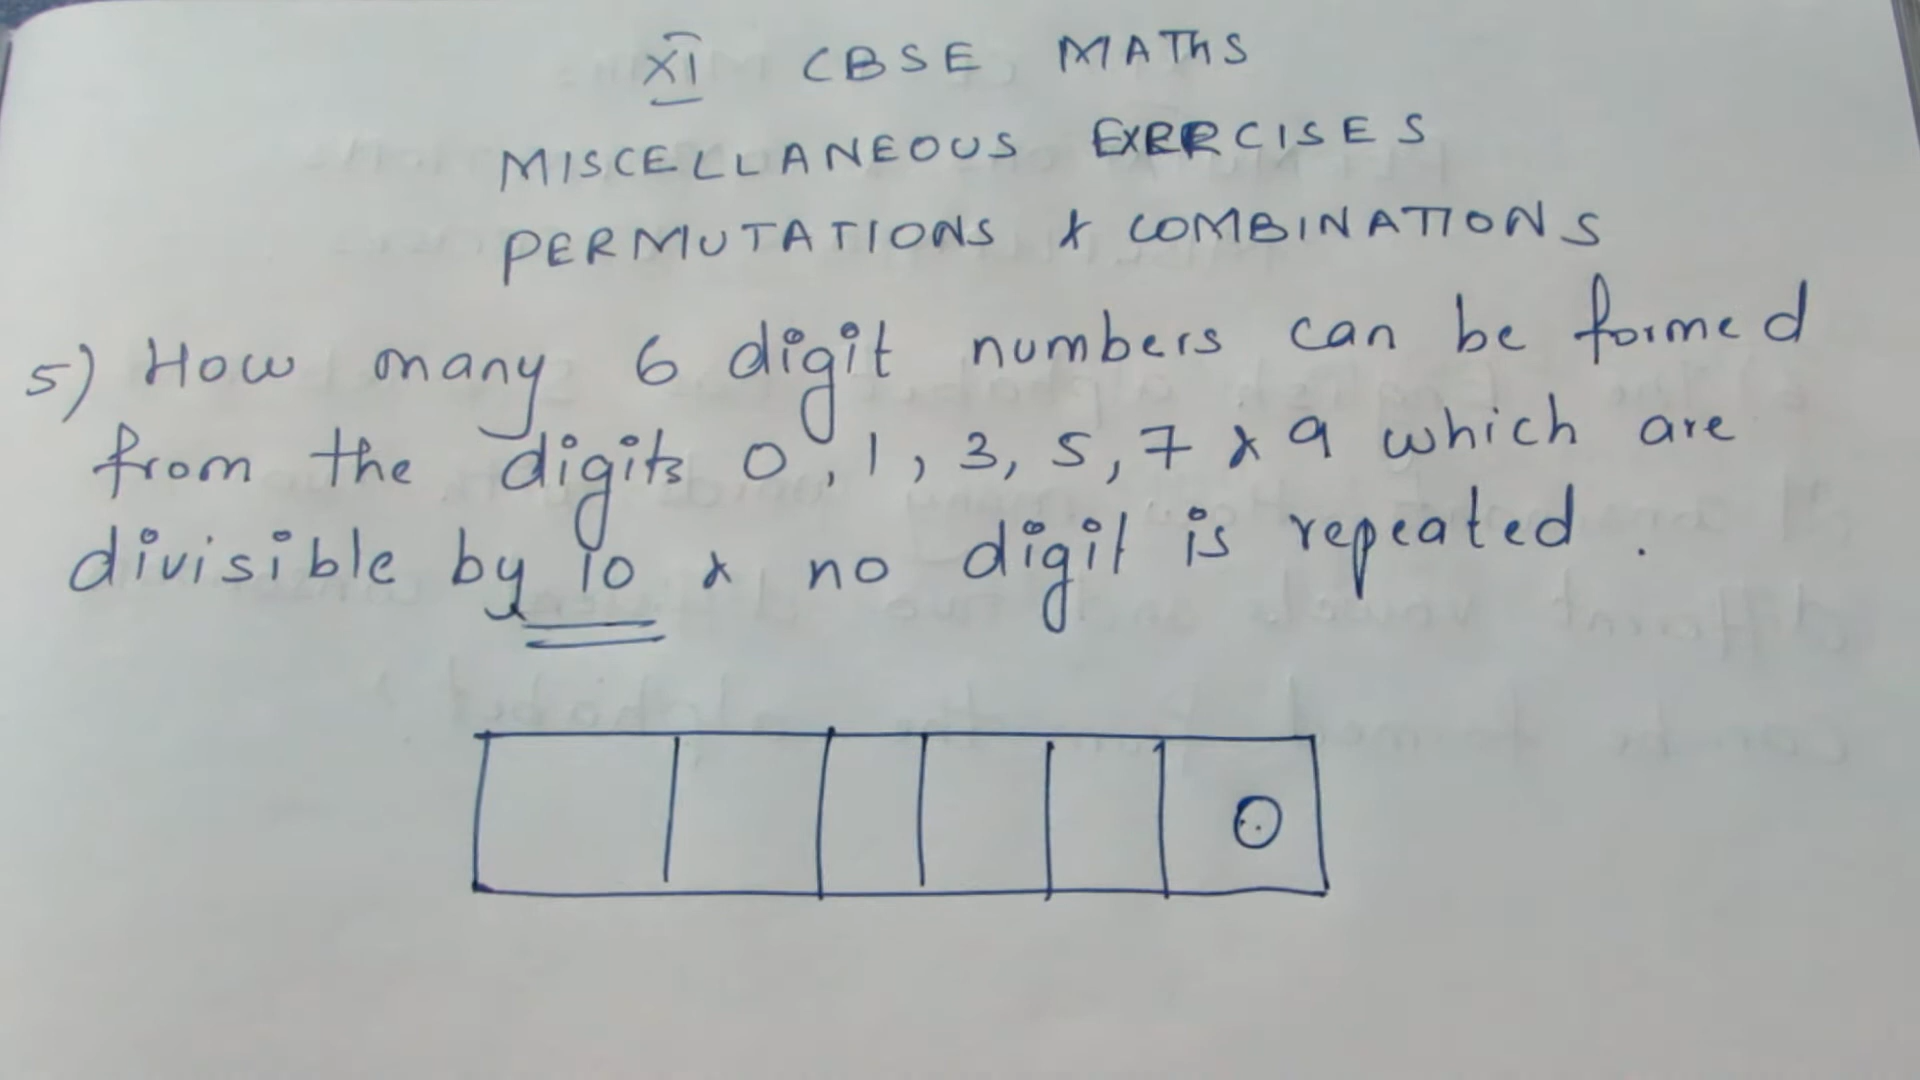 XI CBSE MATHS
MISCELLANEOUS EXERCISES
PERMUTATIONS & COMBINATIONS
5) How many 6 digit numbers can be formed
from the digits 0, 1, 3, 5, 7 & 9 which are
divisible by 10 & no digit is repeated.
0